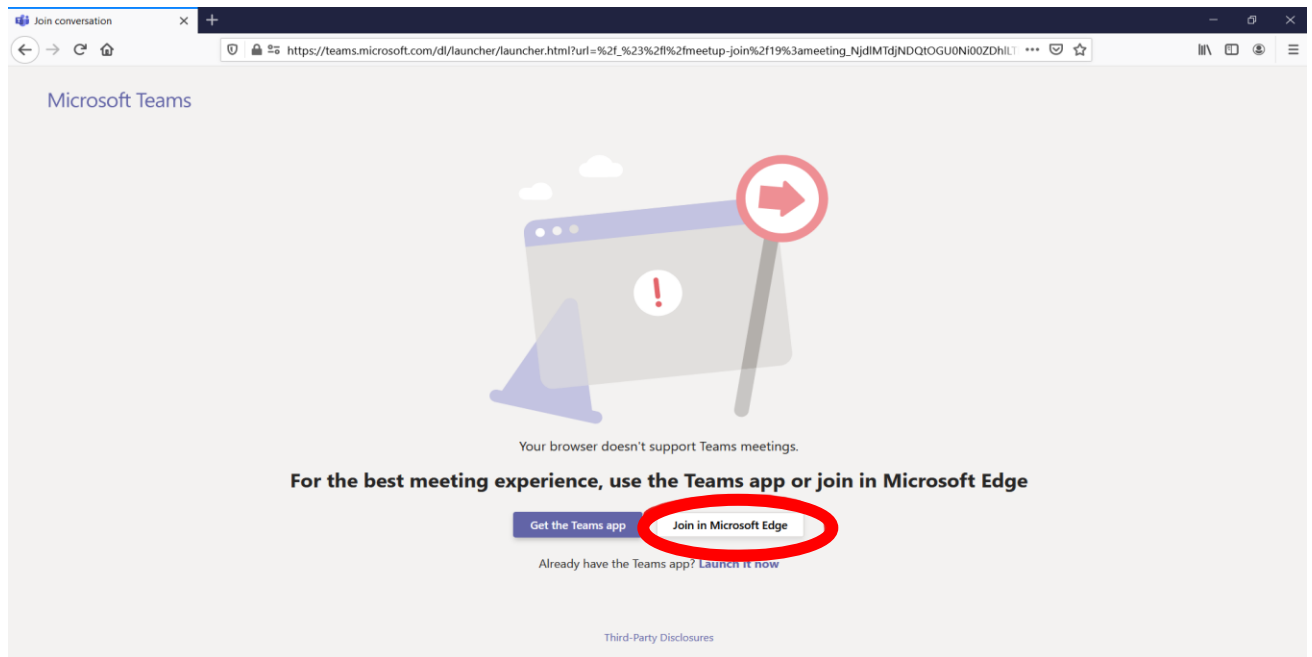 Join conversation
https://teams.microsoft.com/dl/launcher/launcher.html?url=%2f_%23%2fl%2fmeetup-join%2f19%3ameeting_NjdlMTdjNDQtOGU0Ni00ZDhlLT
Microsoft Teams
Your browser doesn't support Teams meetings.
For the best meeting experience, use the Teams app or join in Microsoft Edge
Get the Teams app
Join in Microsoft Edge
Already have the Teams app? Launch it now
Third-Party Disclosures